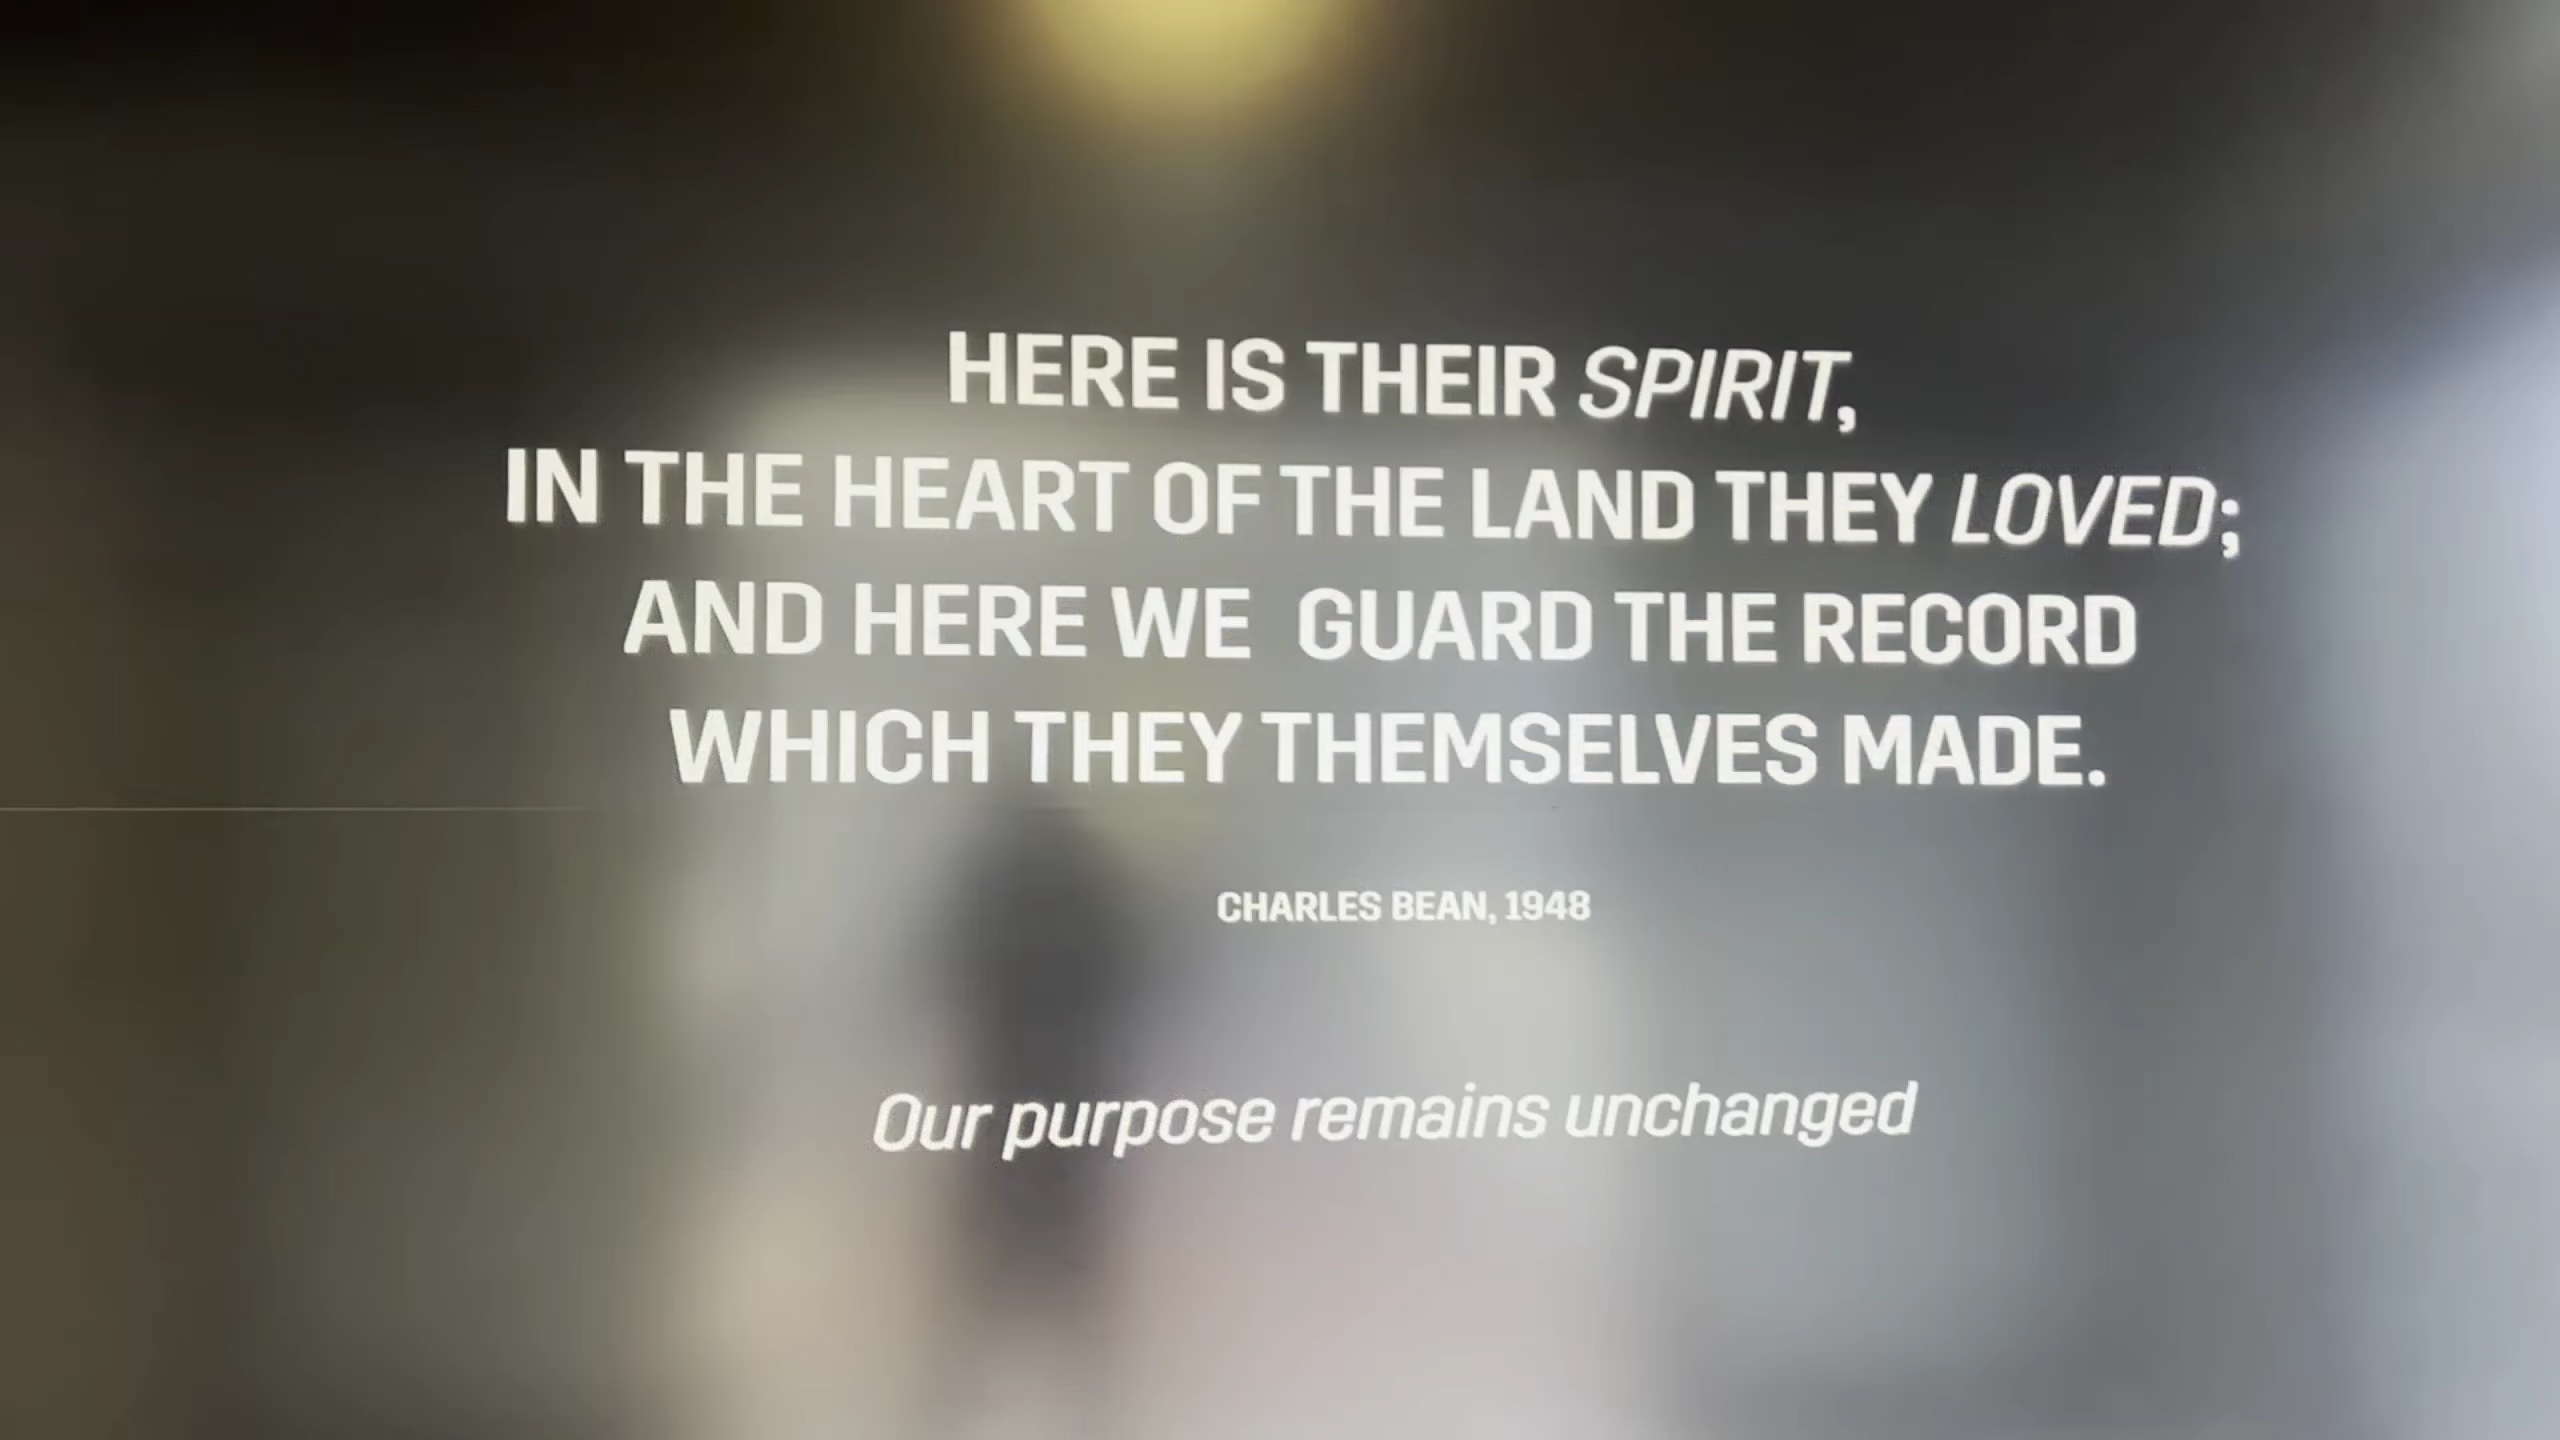 HERE IS THEIR SPIRIT,
IN THE HEART OF THE LAND THEY LOVED;
AND HERE WE GUARD THE RECORD
WHICH THEY THEMSELVES MADE.
CHARLES BEAN, 1948
Our purpose remains unchanged